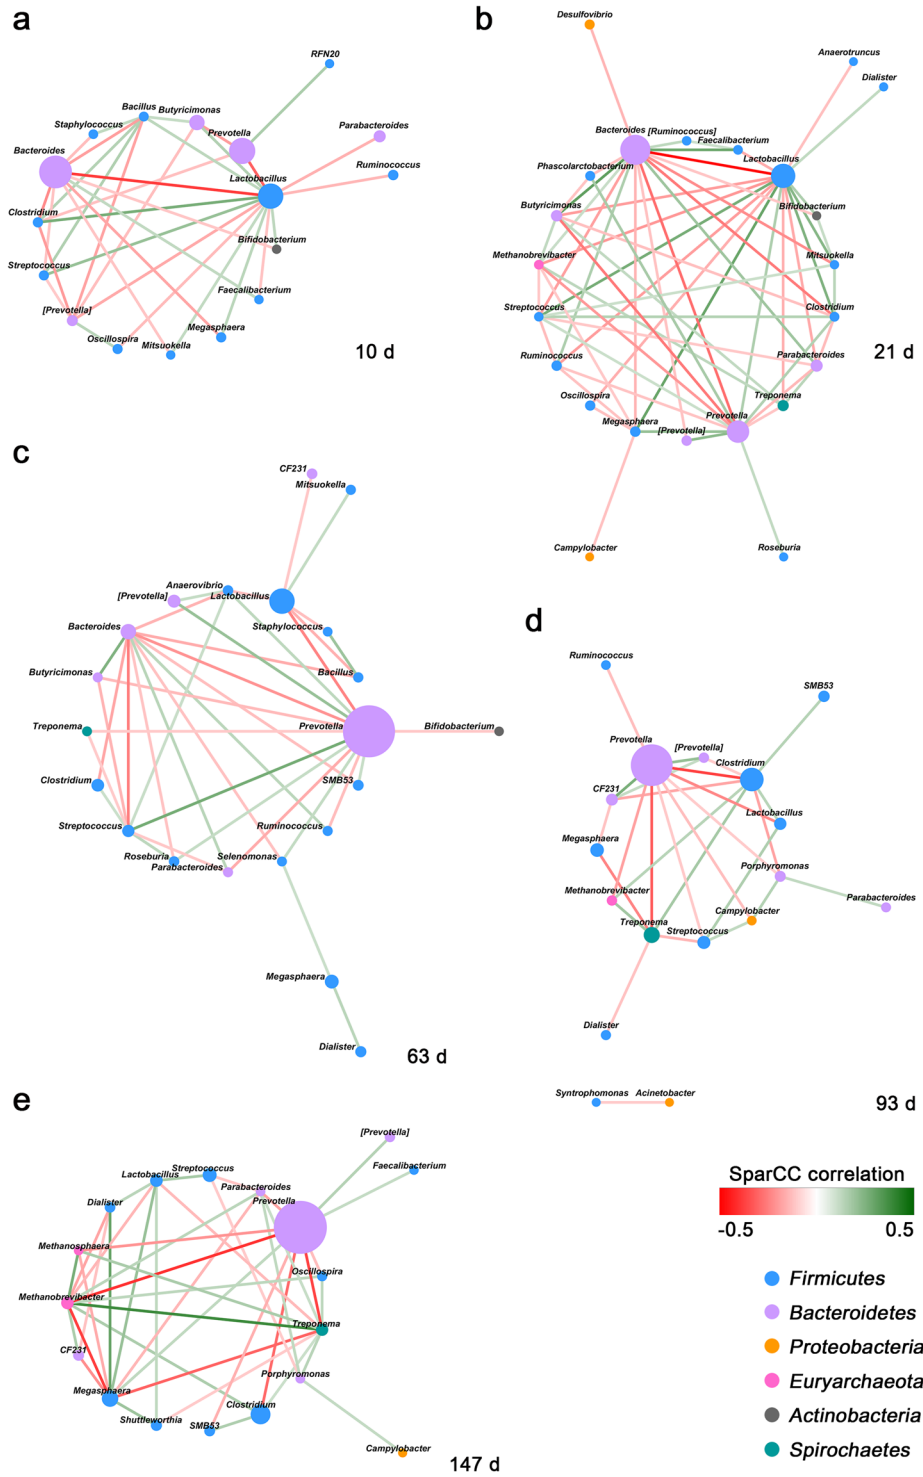 a
RFN20
Bacillus
Butyricimonas
Staphylococcus
Prevotella
Parabacteroides
Bacteroides
Lactobacillus
Ruminococcus
Clostridium
Bifidobacterium
Streptococcus
Faecalibacterium
[Prevotella]
Megasphaera
Oscillospira
Mitsuokella
10 d
b
Desulfovibrio
Anaerotruncus
Dialister
Bacteroides
[Ruminococcus]
Faecalibacterium
Lactobacillus
Phascolarctobacterium
Butyricimonas
Bifidobacterium
Methanobrevibacter
Mitsuokella
Streptococcus
Clostridium
Ruminococcus
Parabacteroides
21 d
Oscillospira
Treponema
Megasphaera
Prevotella
[Prevotella]
Campylobacter
Roseburia
c
CF231
Mitsuokella
Anaerovibrio
[Prevotella]
Lactobacillus
Bacteroides
Staphylococcus
Butyricimonas
Bacillus
Treponema
Prevotella
Bifidobacterium
Clostridium
SMB53
Streptococcus
Ruminococcus
Roseburia
Selenomonas
Parabacteroides
Megasphaera
Dialister
63 d
d
Ruminococcus
SMB53
Prevotella
[Prevotella]
Clostridium
CF231
Lactobacillus
Megasphaera
Porphyromonas
Methanobrevibacter
Parabacteroides
Campylobacter
Treponema
Streptococcus
Dialister
Syntrophomonas
Acinetobacter
93 d
e
[Prevotella]
Streptococcus
Lactobacillus
Faecalibacterium
Parabacteroides
Dialister
Prevotella
Methanosphaera
Oscillospira
Methanobrevibacter
Treponema
CF231
Porphyromonas
Megasphaera
Clostridium
Shuttleworthia
SMB53
Campylobacter
147 d
SparCC correlation
-0.5
0.5
Firmicutes
Bacteroidetes
Proteobacteria
Euryarchaeota
Actinobacteria
Spirochaetes